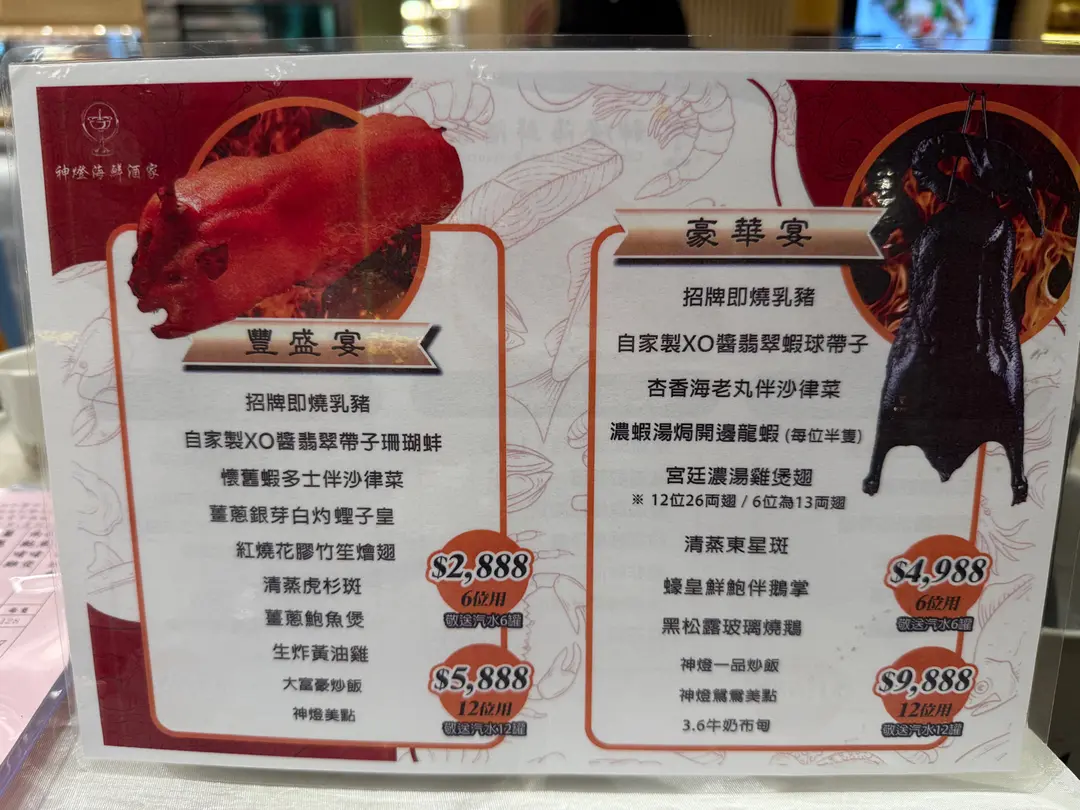 神燈海鮮酒家
豐盛宴
招牌即燒乳豬
自家製XO醬翡翠帶子珊瑚蚌
懷舊蝦多士伴沙律菜
薑蔥銀芽白灼蟶子皇
紅燒花膠竹笙燴翅
清蒸虎杉斑
薑蔥鮑魚煲
生炸黃油雞
大富豪炒飯
神燈美點
$2,888
6位用
敬送汽水6罐
$5,888
12位用
敬送汽水12罐
豪華宴
招牌即燒乳豬
自家製XO醬翡翠蝦球帶子
杏香海老丸伴沙律菜
濃蝦湯焗開邊龍蝦 (每位半隻)
宮廷濃湯雞煲翅
※ 12位26両翅 / 6位為13両翅
清蒸東星斑
蠔皇鮮鮑伴鵝掌
黑松露玻璃燒鵝
神燈一品炒飯
神燈鴛鴦美點
3.6牛奶布甸
$4,988
6位用
敬送汽水6罐
$9,888
12位用
敬送汽水12罐